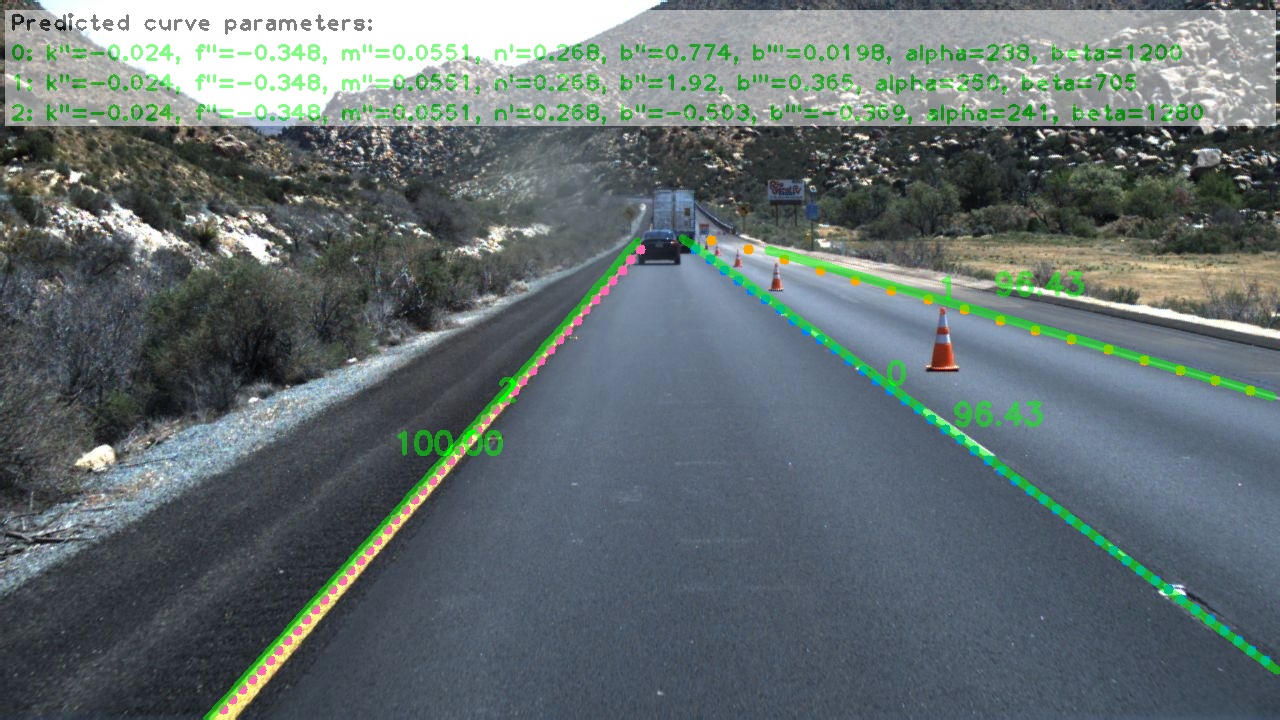 Predicted curve parameters:
0: k''=-0.024, f''=-0.348, m''=0.0551, n'=0.268, b''=0.774, b'''=0.0198, alpha=238, beta=1200
1: k''=-0.024, f''=-0.348, m''=0.0551, n'=0.268, b''=1.92, b'''=0.365, alpha=250, beta=705
2: k''=-0.024, f''=-0.348, m''=0.0551, n'=0.268, b''=-0.503, b'''=-0.369, alpha=241, beta=1280
1 96.43
0
96.43
2
100.00